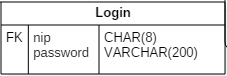 Login
FK nip CHAR(8)
password VARCHAR(200)